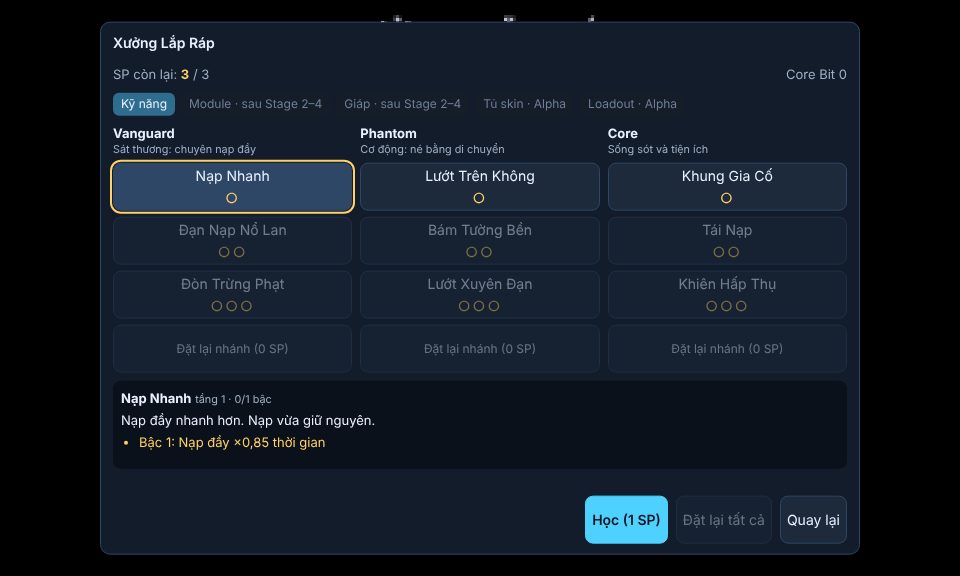 Xưởng Lắp Ráp
SP còn lại: 3 / 3
Core Bit 0
Kỹ năng
Module · sau Stage 2–4
Giáp · sau Stage 2–4
Tủ skin · Alpha
Loadout · Alpha
Vanguard
Sát thương: chuyên nạp đầy
Phantom
Cơ động: né bằng di chuyển
Core
Sống sót và tiện ích
Nạp Nhanh
Lướt Trên Không
Khung Gia Cố
Đạn Nạp Nổ Lan
Bám Tường Bền
Tái Nạp
Đòn Trừng Phạt
Lướt Xuyên Đạn
Khiên Hấp Thụ
Đặt lại nhánh (0 SP)
Đặt lại nhánh (0 SP)
Đặt lại nhánh (0 SP)
Nạp Nhanh tầng 1 · 0/1 bậc
Nạp đầy nhanh hơn. Nạp vừa giữ nguyên.
• Bậc 1: Nạp đầy ×0,85 thời gian
Học (1 SP)
Đặt lại tất cả
Quay lại